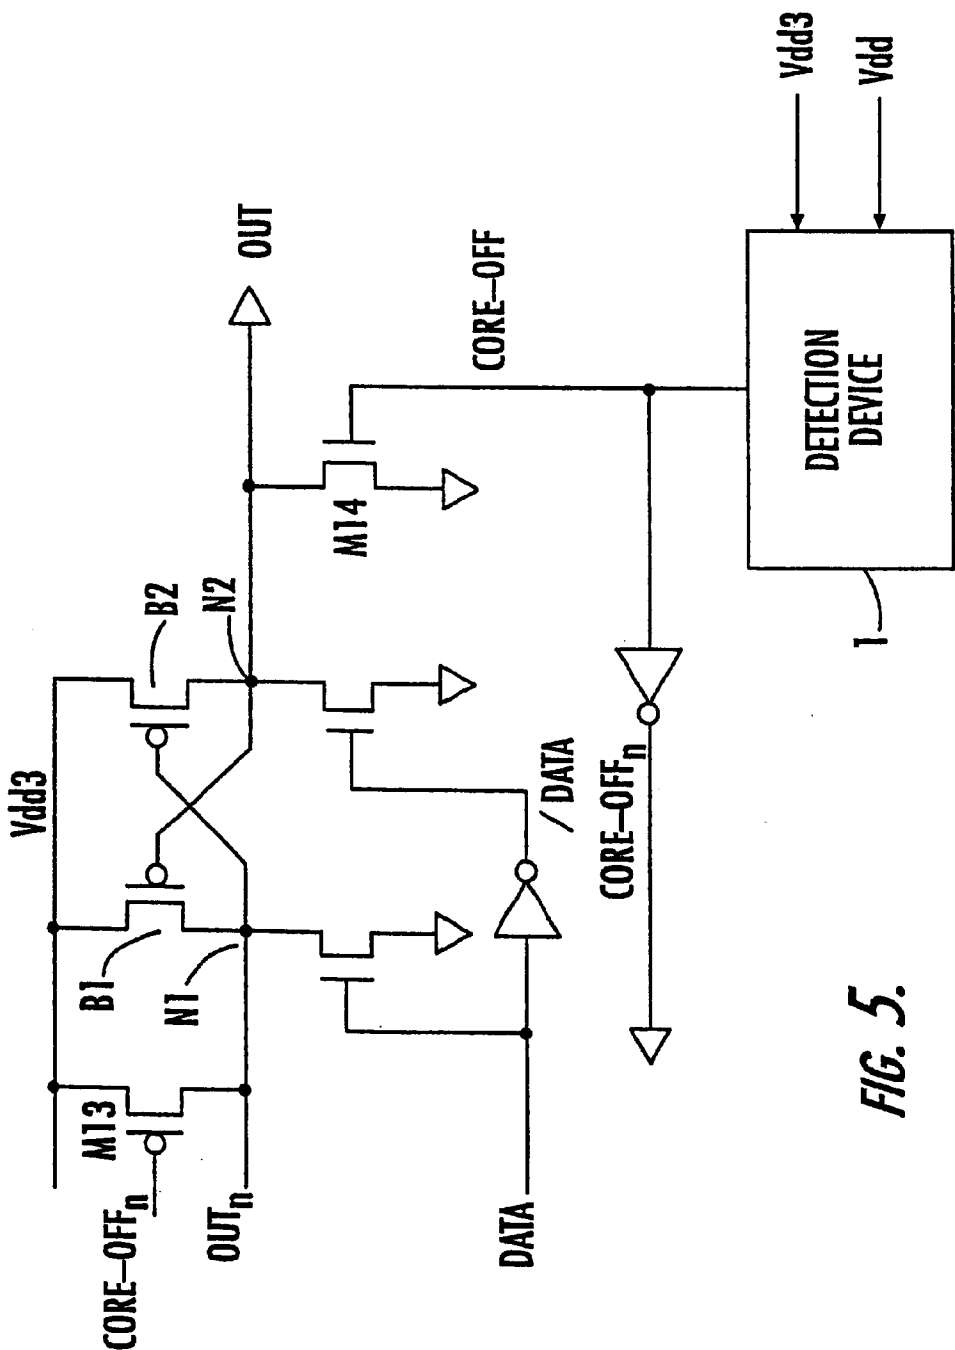 Vdd3
CORE-OFFn
M13
B1
B2
N1
N2
OUTn
OUT
M14
CORE-OFF
DATA
/DATA
CORE-OFFn
Vdd3
Vdd
DETECTION
DEVICE
1
FIG. 5.